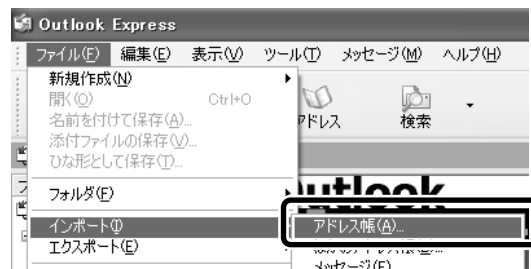 Outlook Express
ファイル(F) 編集(E) 表示(V) ツール(T) メッセージ(M) ヘルプ(H)
新規作成(N)
開く(O) Ctrl+O
名前を付けて保存(A)...
添付ファイルの保存(V)...
ひな形として保存(T)...
ドレス 検索
フォルダ(F)
utlook
インポート(I) アドレス帳(A)...
エクスポート(E)
メッセージ(E)